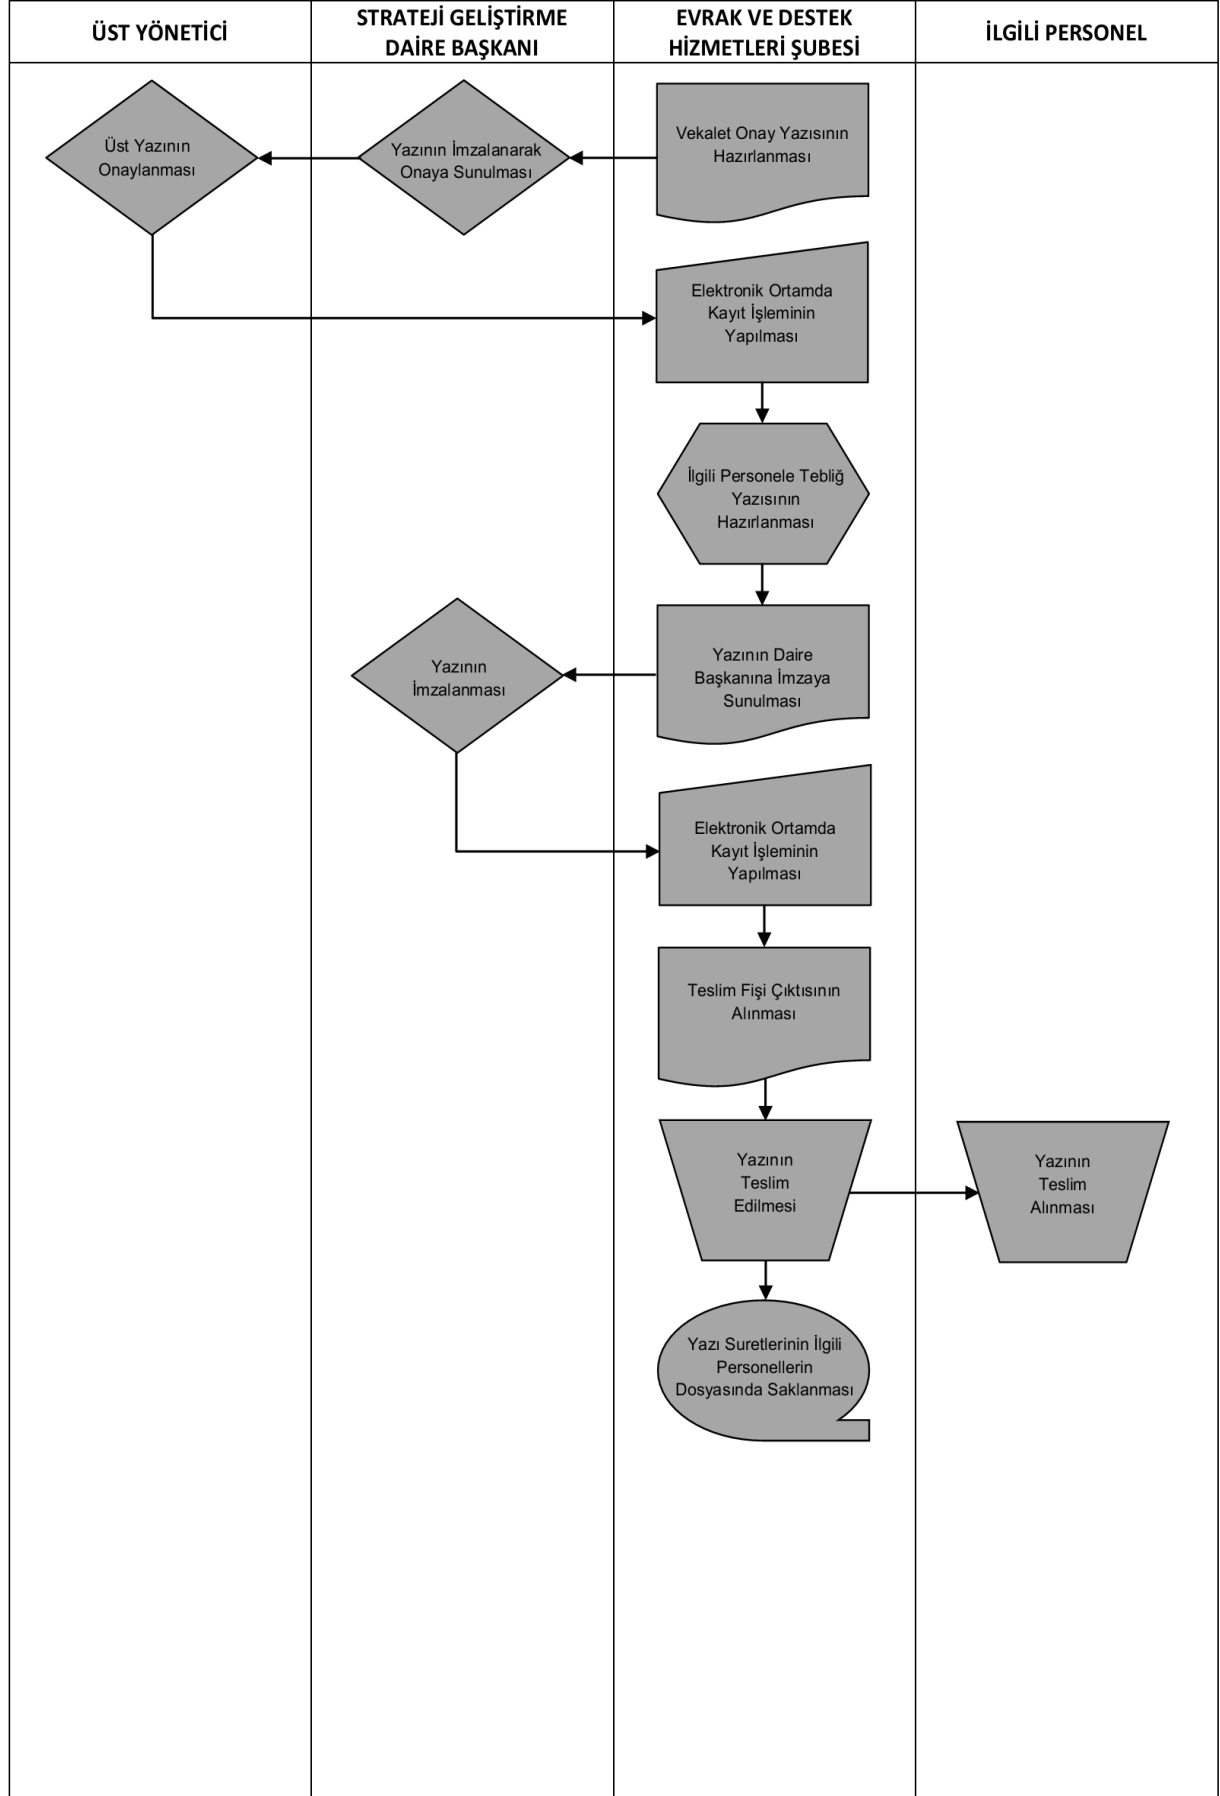 ÜST YÖNETİCİ
STRATEJİ GELİŞTİRME
DAİRE BAŞKANI
EVRAK VE DESTEK
HİZMETLERİ ŞUBESİ
İLGİLİ PERSONEL
Üst Yazının
Onaylanması
Yazının İmzalanarak
Onaya Sunulması
Vekalet Onay Yazısının
Hazırlanması
Elektronik Ortamda
Kayıt İşleminin
Yapılması
İlgili Personele Tebliğ
Yazısının
Hazırlanması
Yazının
İmzalanması
Yazının Daire
Başkanına İmzaya
Sunulması
Elektronik Ortamda
Kayıt İşleminin
Yapılması
Teslim Fişi Çıktısının
Alınması
Yazının
Teslim
Edilmesi
Yazının
Teslim
Alınması
Yazı Suretlerinin İlgili
Personellerin
Dosyasında Saklanması